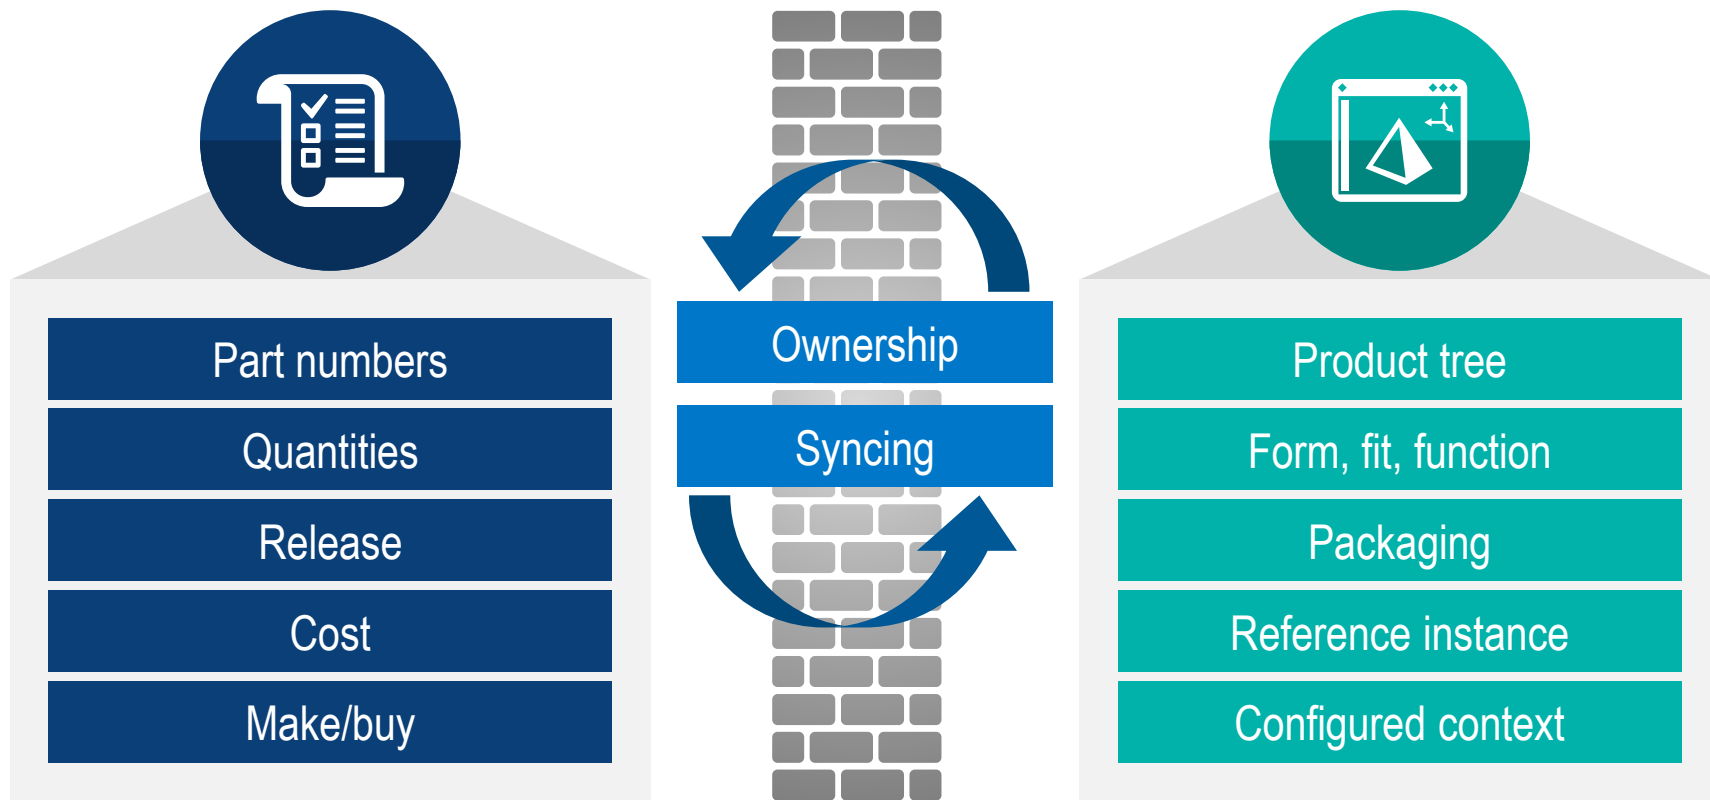 Part numbers
Quantities
Release
Cost
Make/buy
Ownership
Syncing
Product tree
Form, fit, function
Packaging
Reference instance
Configured context